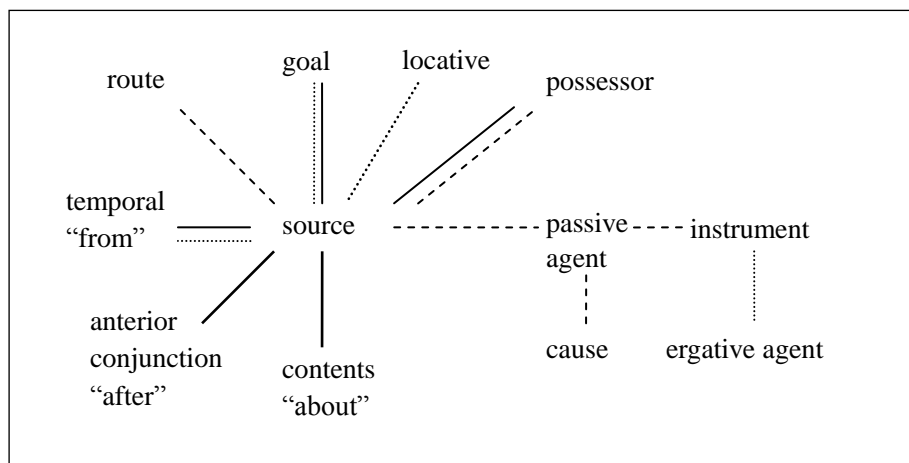 goal
locative
route
possessor
temporal
“from”
source
passive
agent
instrument
anterior
conjunction
“after”
contents
“about”
cause
ergative agent